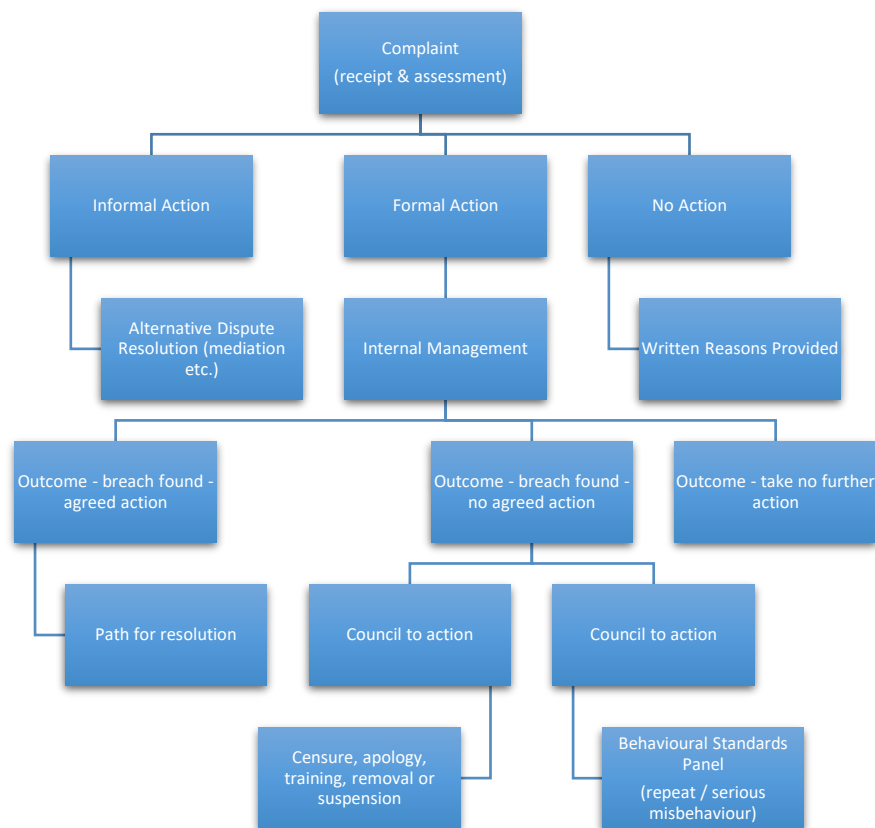 Complaint
(receipt & assessment)
Informal Action
Formal Action
No Action
Alternative Dispute
Resolution (mediation
etc.)
Internal Management
Written Reasons Provided
Outcome - breach found -
agreed action
Outcome - breach found -
no agreed action
Outcome - take no further
action
Path for resolution
Council to action
Council to action
Censure, apology,
training, removal or
suspension
Behavioural Standards
Panel
(repeat / serious
misbehaviour)